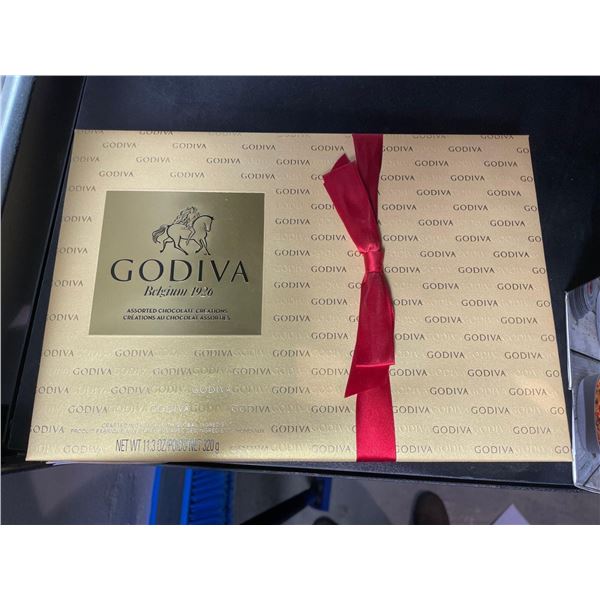 GODIVA
Belgium 1926
ASSORTED CHOCOLATE CREATIONS
CRÉATIONS AU CHOCOLAT ASSORTIES
NET WT 11.3 OZ/POIDS NET 320 g